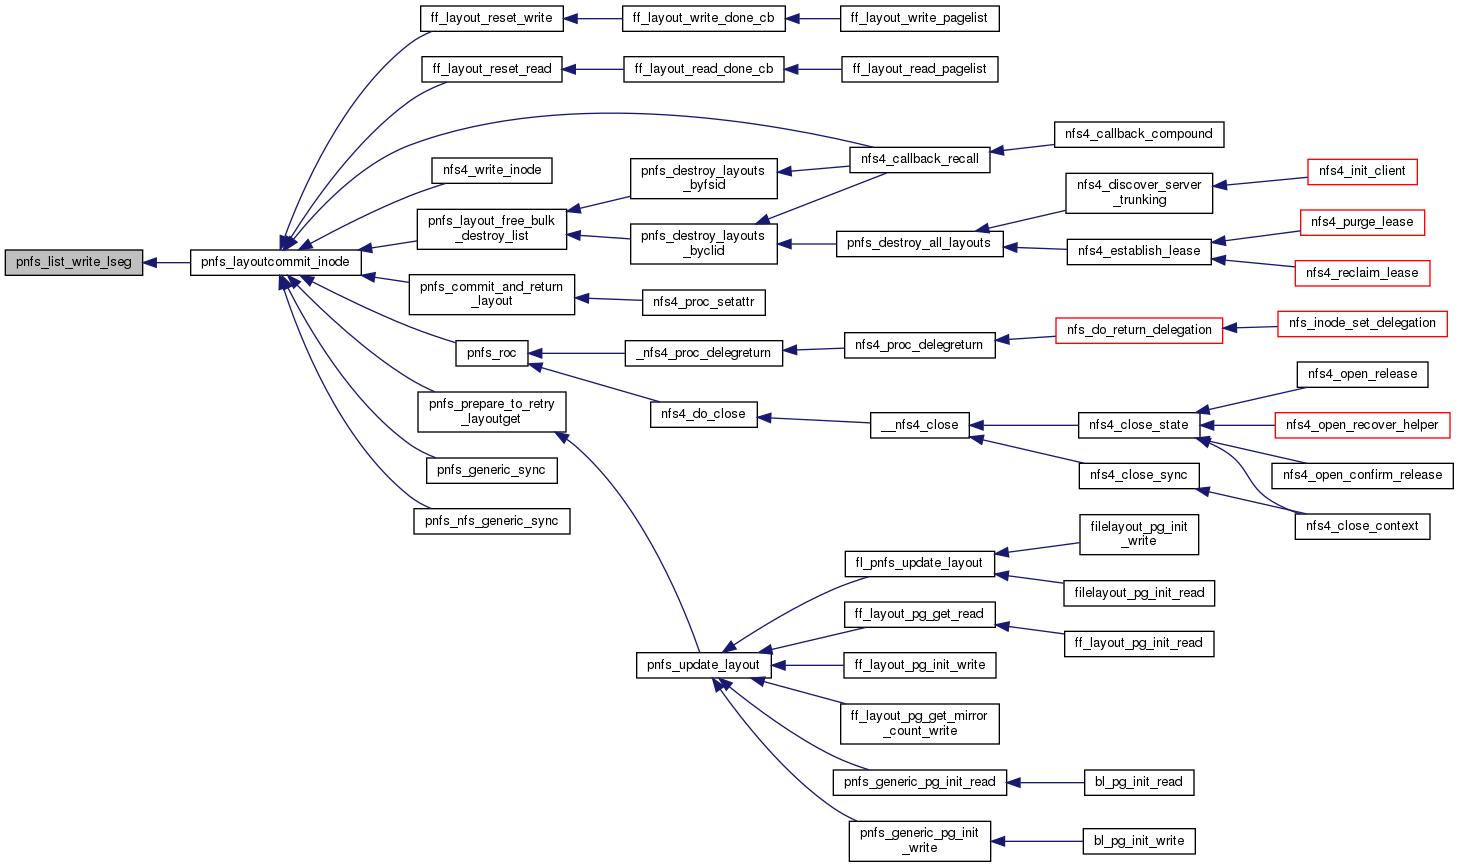 ff_layout_reset_write
ff_layout_write_done_cb
ff_layout_write_pagelist
ff_layout_reset_read
ff_layout_read_done_cb
ff_layout_read_pagelist
nfs4_callback_compound
nfs4_callback_recall
nfs4_write_inode
pnfs_destroy_layouts
_byfsid
nfs4_discover_server
_trunking
nfs4_init_client
pnfs_layout_free_bulk
_destroy_list
pnfs_destroy_layouts
_byclid
pnfs_destroy_all_layouts
nfs4_establish_lease
nfs4_purge_lease
nfs4_reclaim_lease
pnfs_list_write_lseg
pnfs_layoutcommit_inode
pnfs_commit_and_return
_layout
nfs4_proc_setattr
pnfs_roc
_nfs4_proc_delegreturn
nfs4_proc_delegreturn
nfs_do_return_delegation
nfs_inode_set_delegation
pnfs_prepare_to_retry
_layoutget
nfs4_do_close
__nfs4_close
nfs4_close_state
nfs4_open_release
nfs4_open_recover_helper
nfs4_open_confirm_release
pnfs_generic_sync
nfs4_close_sync
nfs4_close_context
pnfs_nfs_generic_sync
filelayout_pg_init
_write
fl_pnfs_update_layout
filelayout_pg_init_read
ff_layout_pg_get_read
ff_layout_pg_init_read
pnfs_update_layout
ff_layout_pg_init_write
ff_layout_pg_get_mirror
_count_write
pnfs_generic_pg_init_read
bl_pg_init_read
pnfs_generic_pg_init
_write
bl_pg_init_write